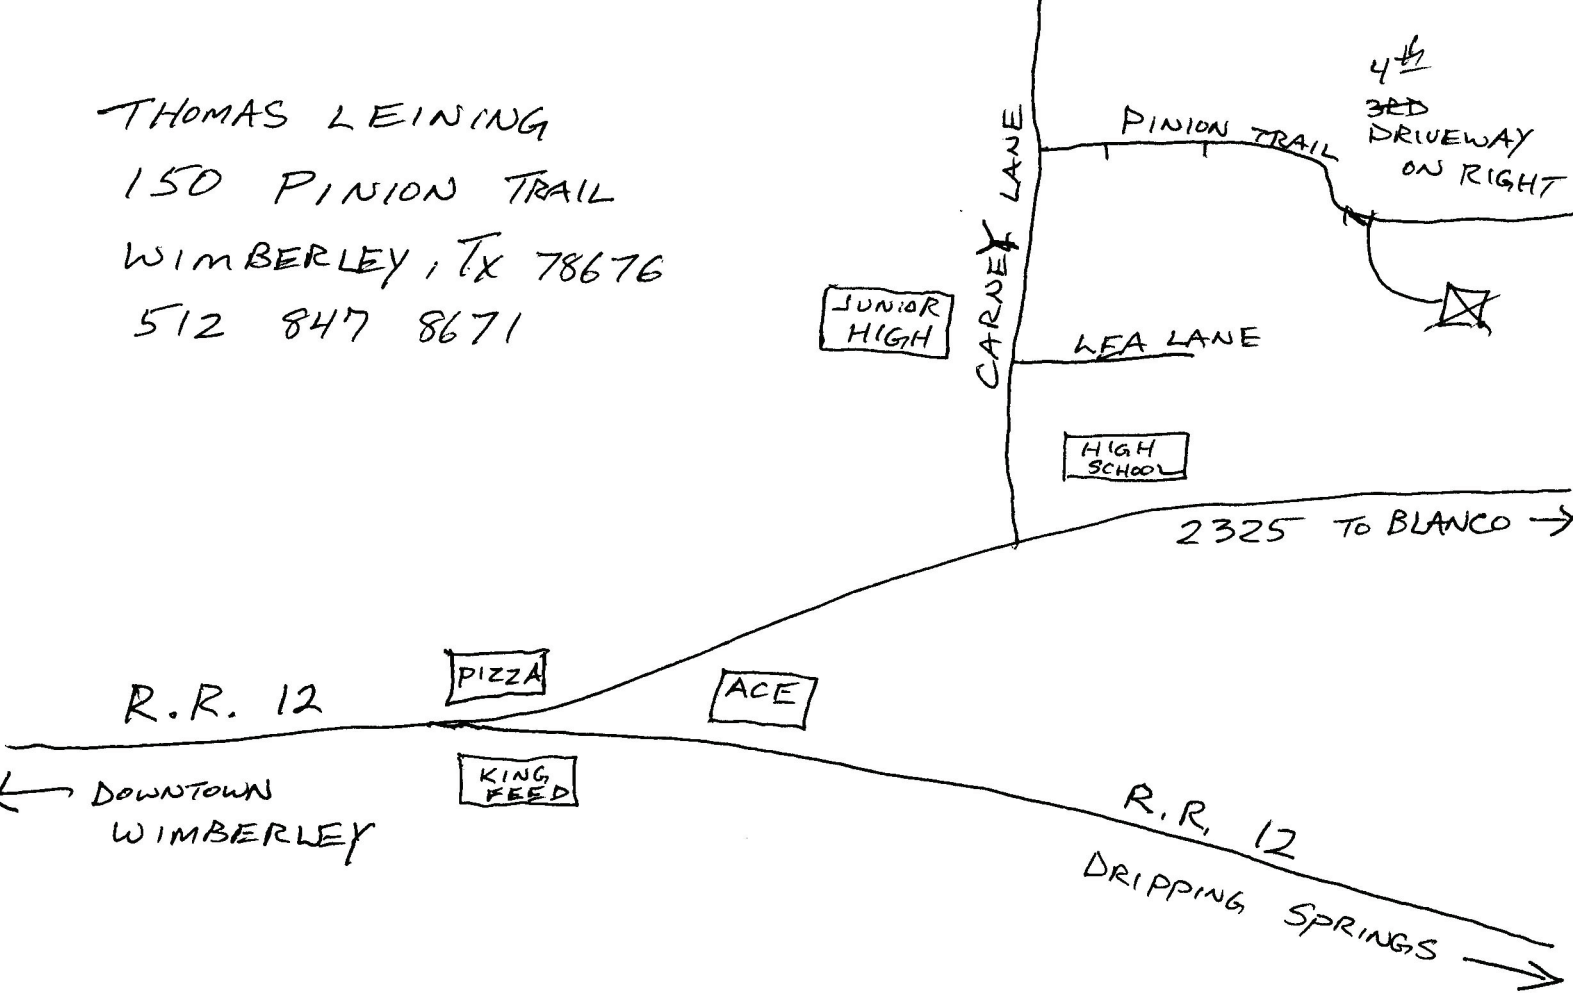 THOMAS LEINING
150 PINION TRAIL
WIMBERLEY, TX 78676
512 847 8671
4th
3RD
DRIVEWAY
ON RIGHT
PINION TRAIL
CARNEY LANE
JUNIOR
HIGH
LEA LANE
HIGH
SCHOOL
2325 TO BLANCO →
PIZZA
ACE
R.R. 12
KING
FEED
← DOWNTOWN
WIMBERLEY
R.R. 12
DRIPPING SPRINGS →